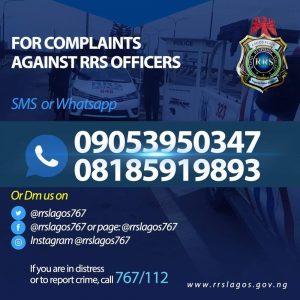 FOR COMPLAINTS
AGAINST RRS OFFICERS
RRS
SMS or Whatsapp
09053950347
08185919893
Or Dm us on
@rrslagos767
@rrslagos767 or page: @rrslagos767
Instagram @rrslagos767
If you are in distress
or to report crime, call 767/112
www.rrslagos.gov.ng